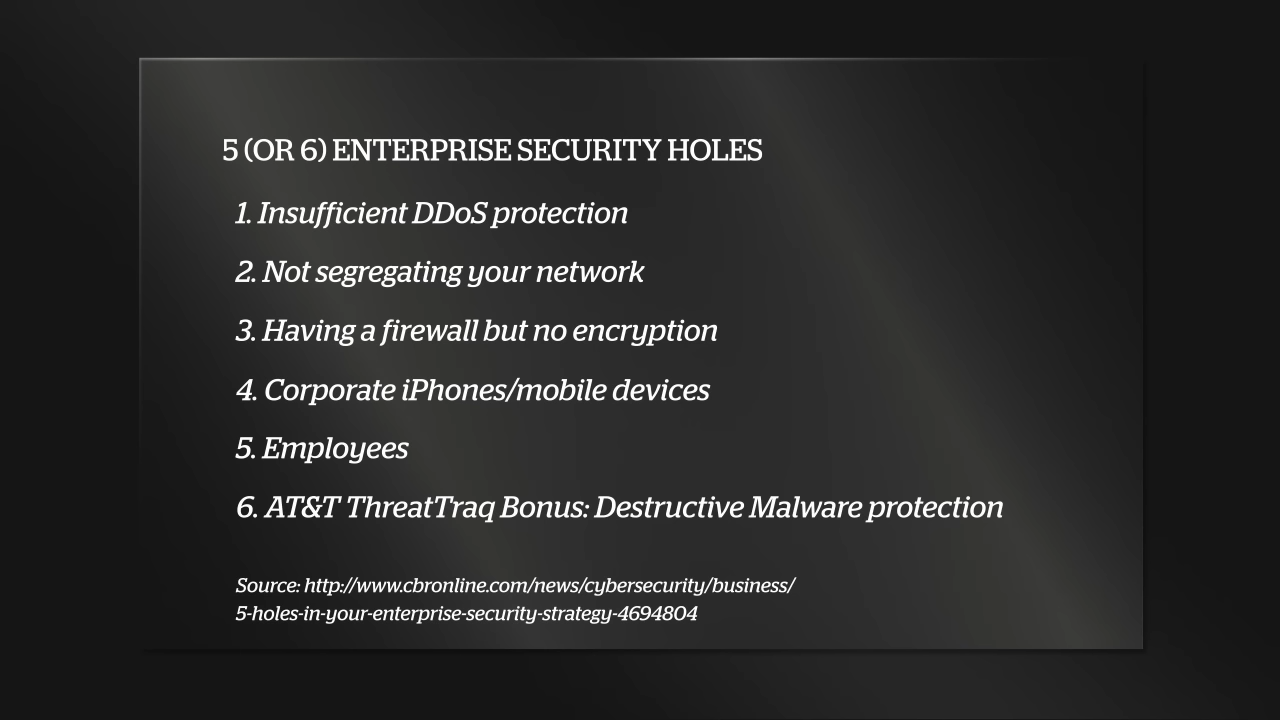 5 (OR 6) ENTERPRISE SECURITY HOLES
1. Insufficient DDoS protection
2. Not segregating your network
3. Having a firewall but no encryption
4. Corporate iPhones/mobile devices
5. Employees
6. AT&T ThreatTraq Bonus: Destructive Malware protection
Source: http://www.cbronline.com/news/cybersecurity/business/
5-holes-in-your-enterprise-security-strategy-4694804